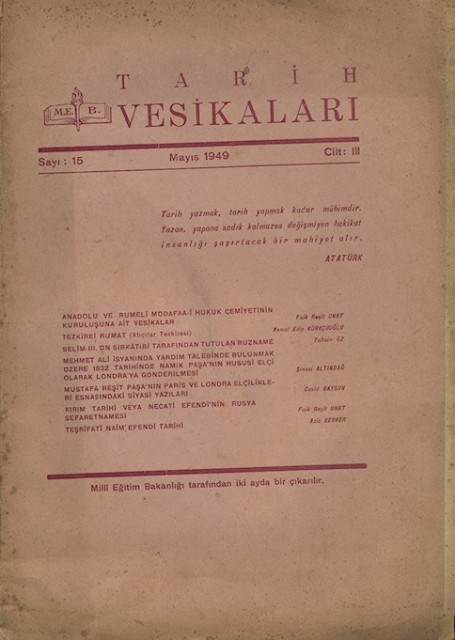 TARİH
M.E. B.
VESİKALARI
Sayı : 15 Mayıs 1949 Cilt: III
Tarih yazmak, tarih yapmak kadar mühimdir.
Yazan, yapana sadık kalmazsa değişmiyen hakikat
insanlığı şaşırtacak bir mahiyet alır.
ATATÜRK
ANADOLU VE RUMELİ MÜDAFAA-İ HUKUK CEMİYETİNİN
KURULUŞUNA AİT VESİKALAR Faik Reşit UNAT
TEZKİREİ RUMAT (Atıcılar Tezkiresi) Kemal Edip KÜRKÇÜOĞLU
SELİM III. ÜN SIRKÂTİBİ TARAFINDAN TUTULAN RUZNAME Tahsin ÖZ
MEHMET ALİ İSYANINDA YARDIM TALEBİNDE BULUNMAK
ÜZERE 1832 TARİHİNDE NAMIK PAŞA'NIN HUSUSİ ELÇİ
OLARAK LONDRA'YA GÖNDERİLMESİ Şinasi ALTINDAĞ
MUSTAFA REŞİT PAŞA'NIN PARİS VE LONDRA ELÇİLİKLE-
Rİ ESNASINDAKİ SİYASİ YAZILARI Cavid BAYSUN
KIRIM TARİHİ VEYA NECATİ EFENDİ'NİN RUSYA
SEFARETNAMESİ Faik Reşit UNAT
TEŞRİFATİ NAİM EFENDİ TARİHİ Aziz BERKER
Millî Eğitim Bakanlığı tarafından iki ayda bir çıkarılır.